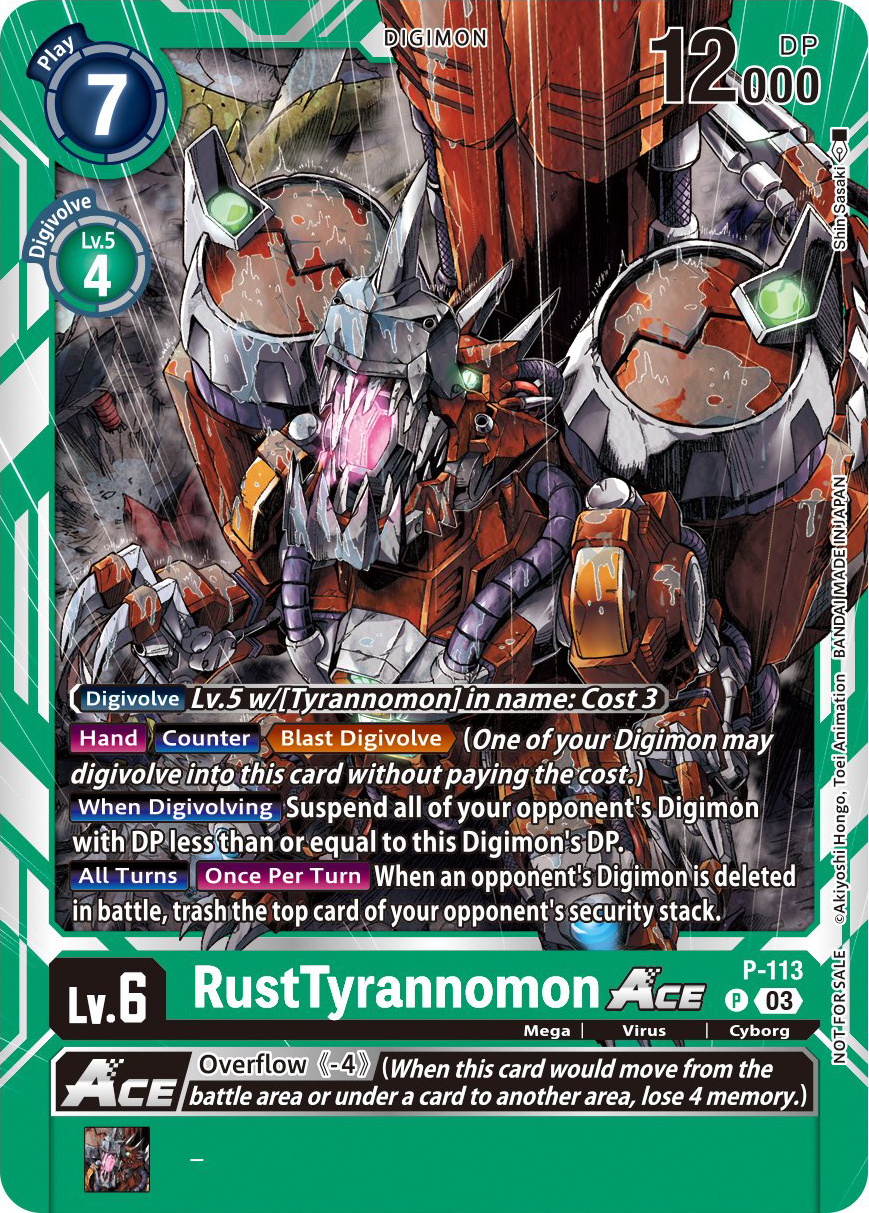 DIGIMON
Play
7
12000
DP
Digivolve
Lv.5
4
Shin Sasaki
Digivolve Lv.5 w/[Tyrannomon] in name: Cost 3
Hand Counter Blast Digivolve (One of your Digimon may
digivolve into this card without paying the cost.)
When Digivolving Suspend all of your opponent's Digimon
with DP less than or equal to this Digimon's DP.
All Turns Once Per Turn When an opponent's Digimon is deleted
in battle, trash the top card of your opponent's security stack.
©Akiyoshi Hongo, Toei Animation BANDAI MADE IN JAPAN
NOT FOR SALE
Lv.6
RustTyrannomon ACE
P-113
P 03
Mega | Virus | Cyborg
ACE
Overflow 《-4》 (When this card would move from the
battle area or under a card to another area, lose 4 memory.)
–